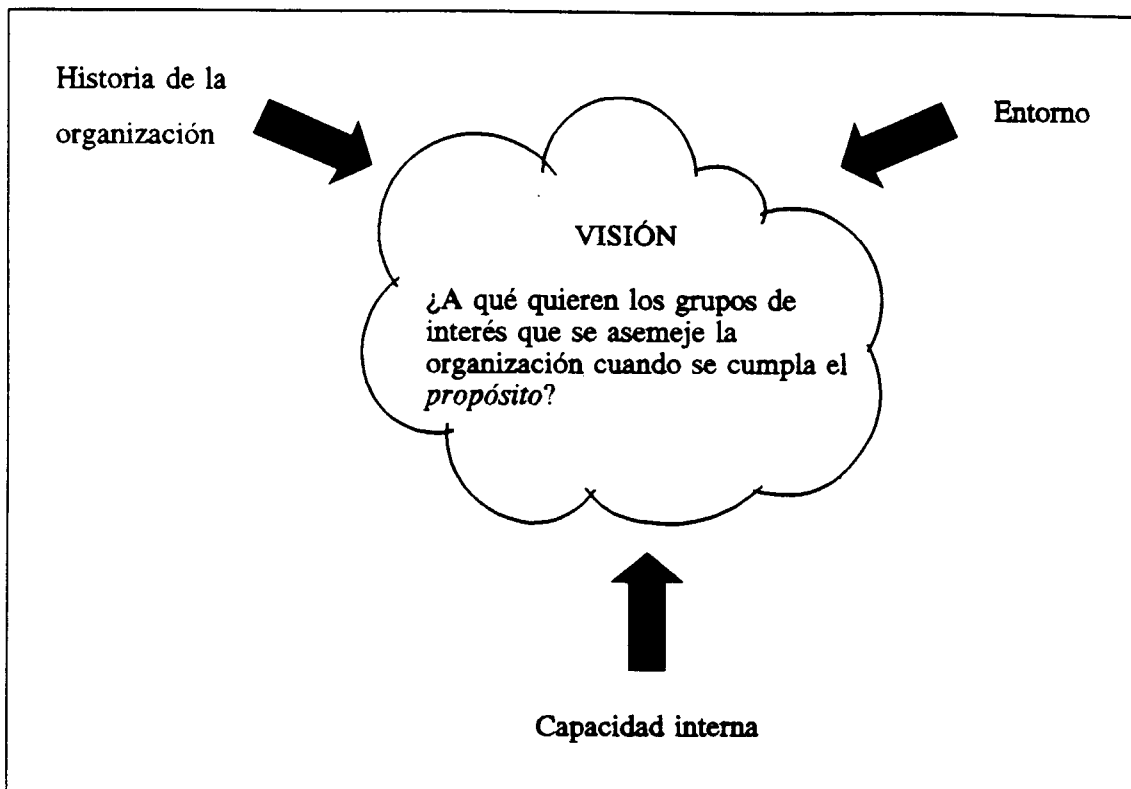 Historia de la
organización
Entorno
VISIÓN
¿A qué quieren los grupos de
interés que se asemeje la
organización cuando se cumpla el
propósito?
Capacidad interna